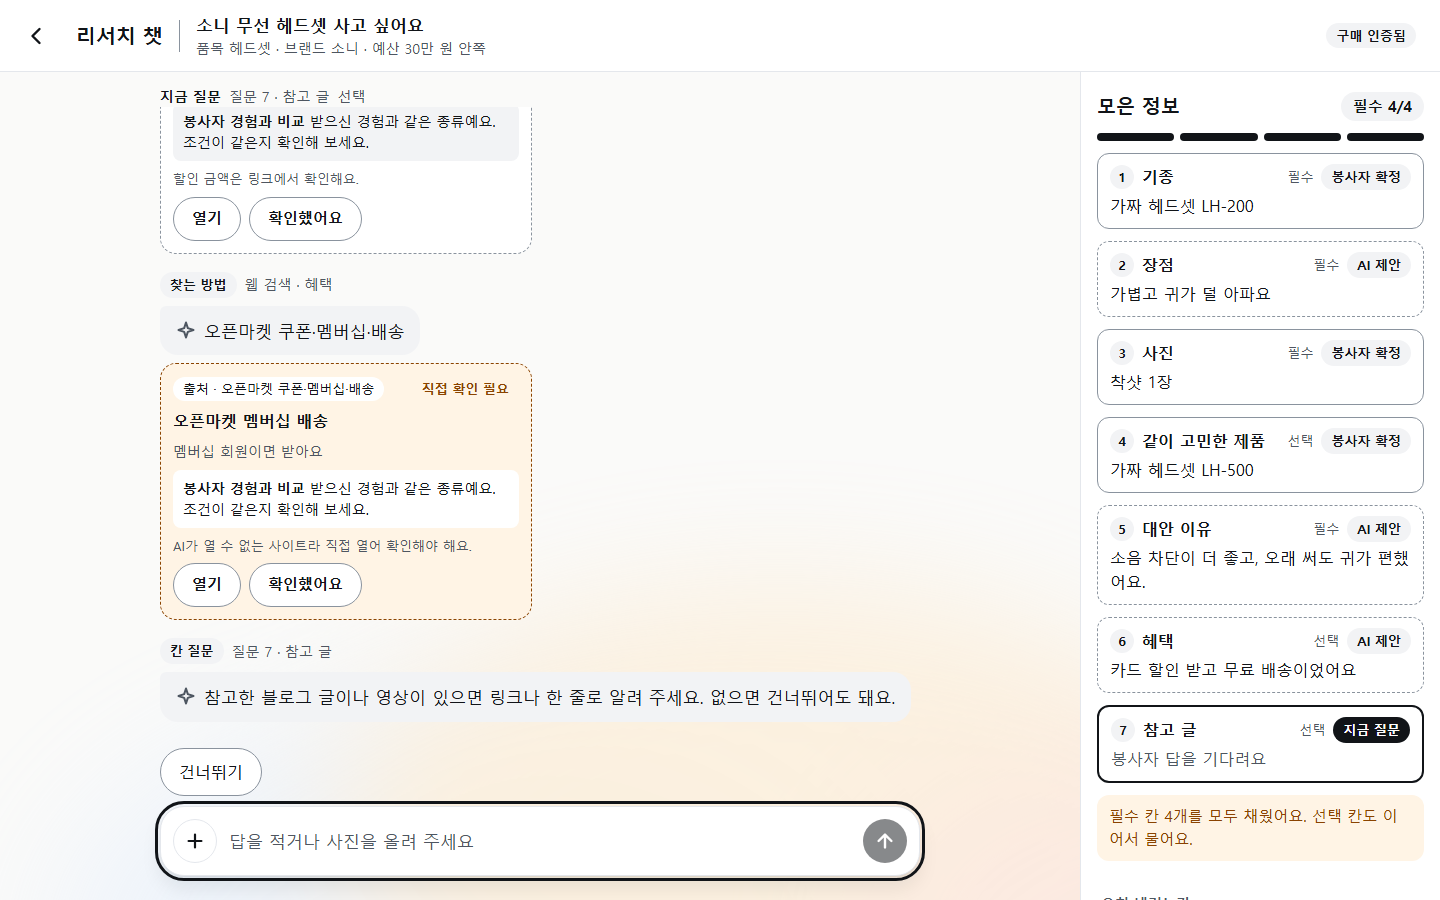 리서치 챗
소니 무선 헤드셋 사고 싶어요
품목 헤드셋 · 브랜드 소니 · 예산 30만 원 안쪽
구매 인증됨
지금 질문 질문 7 · 참고 글 선택
봉사자 경험과 비교 받으신 경험과 같은 종류예요.
조건이 같은지 확인해 보세요.
할인 금액은 링크에서 확인해요.
열기 확인했어요
찾는 방법 웹 검색 · 혜택
오픈마켓 쿠폰·멤버십·배송
출처 · 오픈마켓 쿠폰·멤버십·배송 직접 확인 필요
오픈마켓 멤버십 배송
멤버십 회원이면 받아요
봉사자 경험과 비교 받으신 경험과 같은 종류예요.
조건이 같은지 확인해 보세요.
AI가 열 수 없는 사이트라 직접 열어 확인해야 해요.
열기 확인했어요
칸 질문 질문 7 · 참고 글
참고한 블로그 글이나 영상이 있으면 링크나 한 줄로 알려 주세요. 없으면 건너뛰어도 돼요.
건너뛰기
답을 적거나 사진을 올려 주세요
모은 정보 필수 4/4
1 기종 필수 봉사자 확정
가짜 헤드셋 LH-200
2 장점 필수 AI 제안
가볍고 귀가 덜 아파요
3 사진 필수 봉사자 확정
착샷 1장
4 같이 고민한 제품 선택 봉사자 확정
가짜 헤드셋 LH-500
5 대안 이유 필수 AI 제안
소음 차단이 더 좋고, 오래 써도 귀가 편했
어요.
6 혜택 선택 AI 제안
카드 할인 받고 무료 배송이었어요
7 참고 글 선택 지금 질문
봉사자 답을 기다려요
필수 칸 4개를 모두 채웠어요. 선택 칸도 이
어서 물어요.